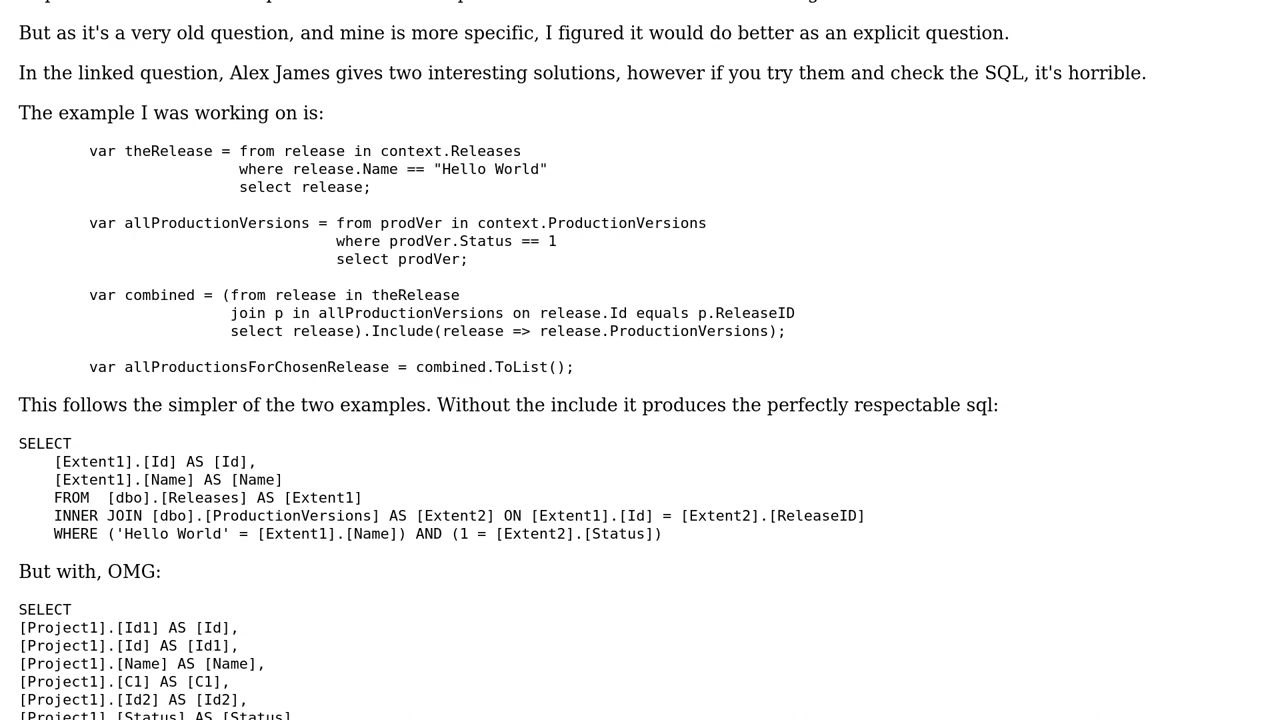 But as it's a very old question, and mine is more specific, I figured it would do better as an explicit question.
In the linked question, Alex James gives two interesting solutions, however if you try them and check the SQL, it's horrible.
The example I was working on is:
var theRelease = from release in context.Releases
where release.Name == "Hello World"
select release;
var allProductionVersions = from prodVer in context.ProductionVersions
where prodVer.Status == 1
select prodVer;
var combined = (from release in theRelease
join p in allProductionVersions on release.Id equals p.ReleaseID
select release).Include(release => release.ProductionVersions);
var allProductionsForChosenRelease = combined.ToList();
This follows the simpler of the two examples. Without the include it produces the perfectly respectable sql:
SELECT
[Extent1].[Id] AS [Id],
[Extent1].[Name] AS [Name]
FROM  [dbo].[Releases] AS [Extent1]
INNER JOIN [dbo].[ProductionVersions] AS [Extent2] ON [Extent1].[Id] = [Extent2].[ReleaseID]
WHERE ('Hello World' = [Extent1].[Name]) AND (1 = [Extent2].[Status])
But with, OMG:
SELECT
[Project1].[Id1] AS [Id],
[Project1].[Id] AS [Id1],
[Project1].[Name] AS [Name],
[Project1].[C1] AS [C1],
[Project1].[Id2] AS [Id2],
[Project1].[Status] AS [Status]